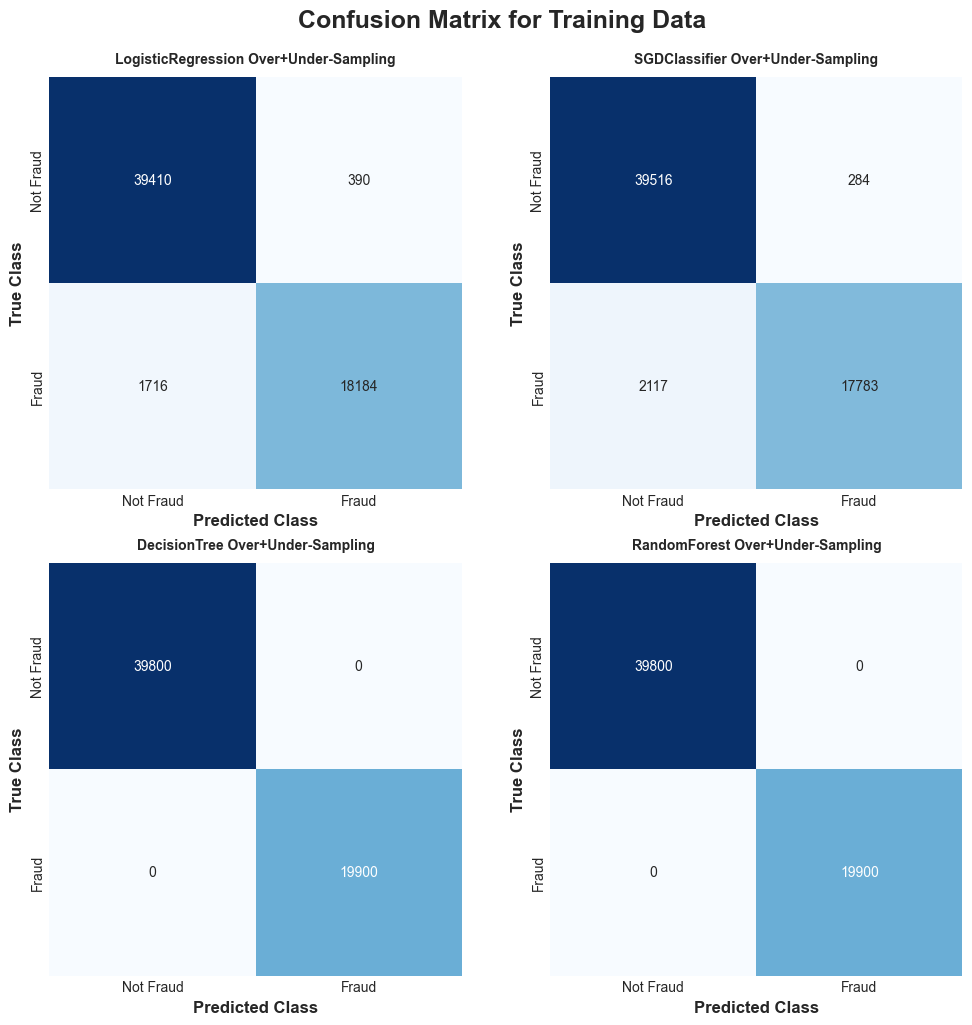 Confusion Matrix for Training Data
LogisticRegression Over+Under-Sampling
True Class
Not Fraud
Fraud
39410
390
1716
18184
Not Fraud
Fraud
Predicted Class
SGDClassifier Over+Under-Sampling
True Class
Not Fraud
Fraud
39516
284
2117
17783
Not Fraud
Fraud
Predicted Class
DecisionTree Over+Under-Sampling
True Class
Not Fraud
Fraud
39800
0
0
19900
Not Fraud
Fraud
Predicted Class
RandomForest Over+Under-Sampling
True Class
Not Fraud
Fraud
39800
0
0
19900
Not Fraud
Fraud
Predicted Class